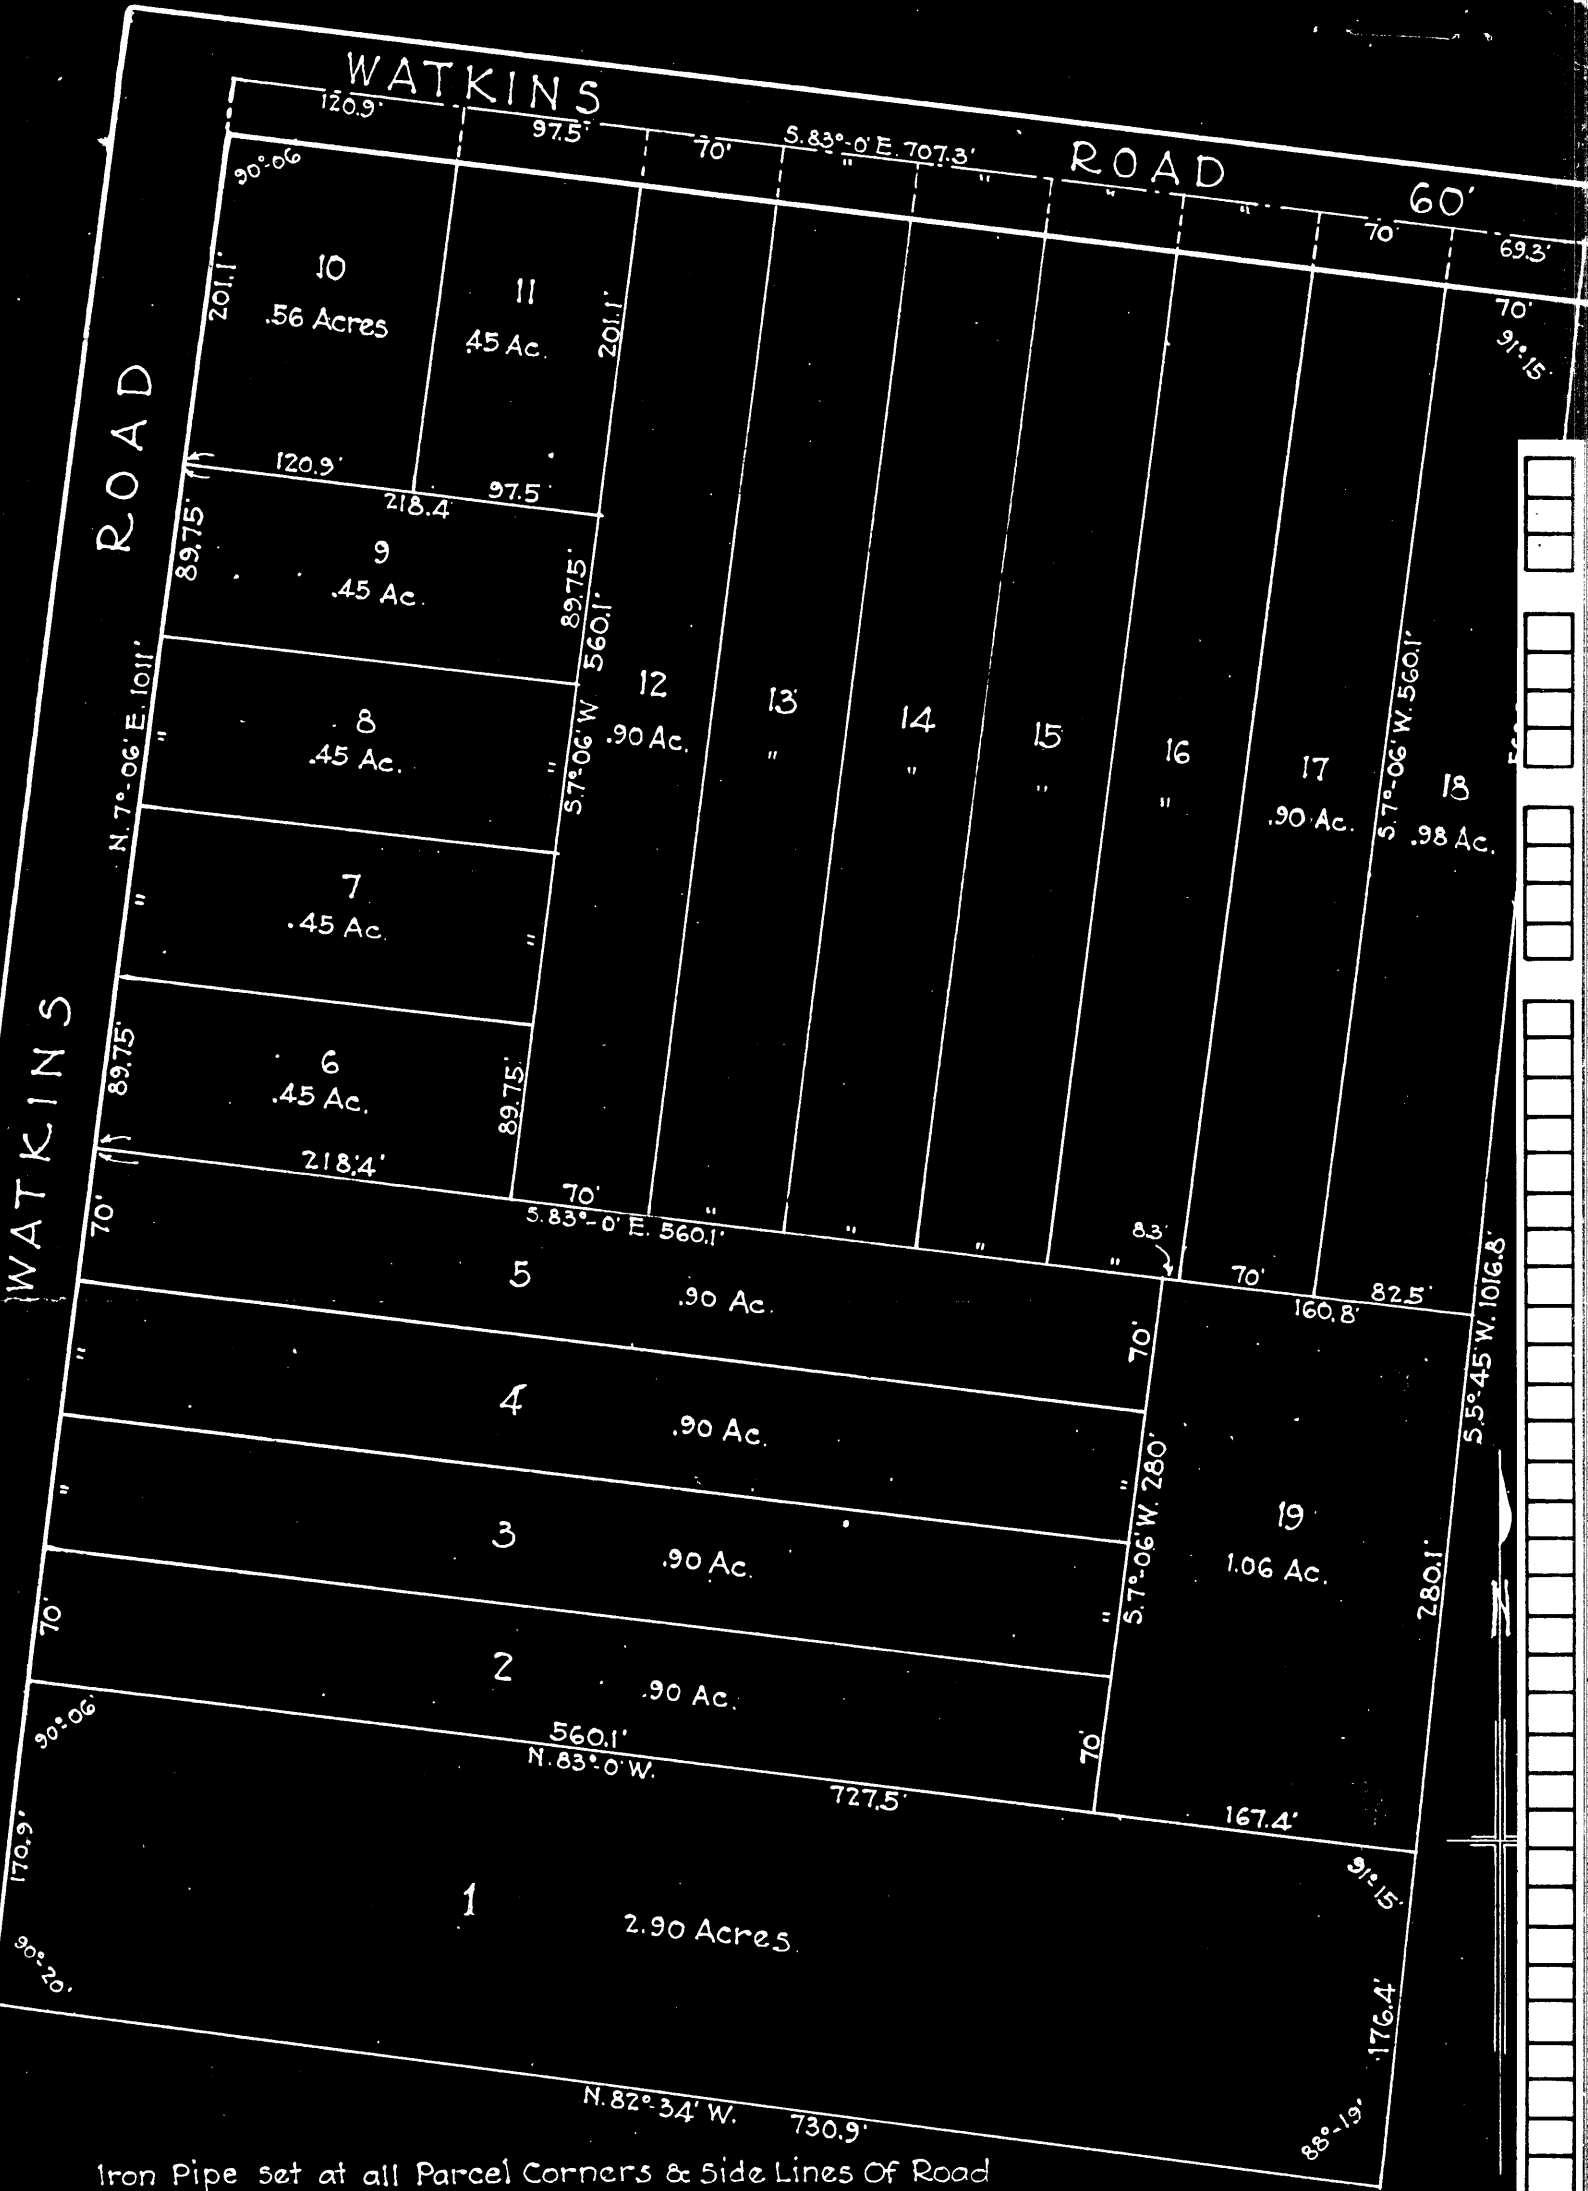 WATKINS ROAD 60'
120.9'
97.5'
70'
S.83°-0' E. 707.3'
"
"
"
"
70'
69.3'
90°-06
201.1'
10
.56 Acres
11
.45 Ac.
201.1'
70'
91°-15'
ROAD
120.9'
97.5'
218.4
89.75'
9
.45 Ac.
89.75'
S.7°-06' W 560.1'
N. 7°-06' E. 1011'
"
8
.45 Ac.
"
12
.90 Ac.
13
"
14
"
15
"
16
"
17
.90 Ac.
S.7°-06' W. 560.1'
18
.98 Ac.
"
7
.45 Ac.
"
WATKINS
89.75'
6
.45 Ac.
89.75'
218.4'
70'
70'
"
"
"
"
S.83°-0' E. 560.1'
8.3'
70'
82.5'
160.8'
S.5°-45' W. 1016.8'
5
.90 Ac.
70'
"
4
.90 Ac.
"
S.7°-06' W. 280'
"
3
.90 Ac.
"
19
1.06 Ac.
280.1'
N
70'
2
.90 Ac.
70'
90°-06'
560.1'
N. 83°-0' W.
727.5'
167.4'
91°-15'
170.9'
1
2.90 Acres
90°-20'
176.4'
N. 82°-34' W. 730.9'
88°-19'
Iron Pipe set at all Parcel Corners & Side Lines Of Road